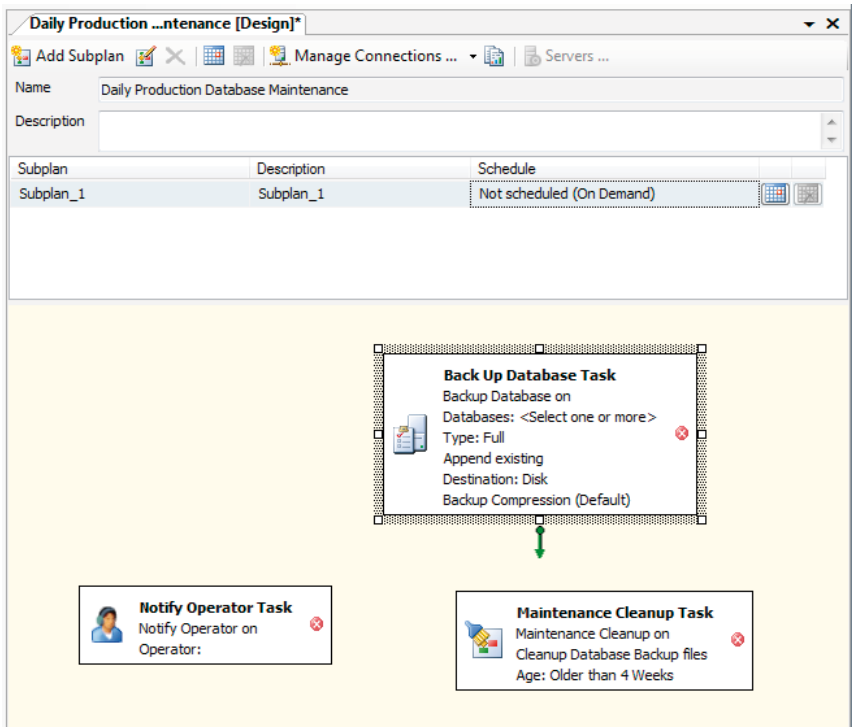 Daily Production ...ntenance [Design]*
Add Subplan Manage Connections ... Servers ...
Name Daily Production Database Maintenance
Description
Subplan Description Schedule
Subplan_1 Subplan_1 Not scheduled (On Demand)
Back Up Database Task
Backup Database on
Databases: <Select one or more>
Type: Full
Append existing
Destination: Disk
Backup Compression (Default)
Notify Operator Task
Notify Operator on
Operator:
Maintenance Cleanup Task
Maintenance Cleanup on
Cleanup Database Backup files
Age: Older than 4 Weeks